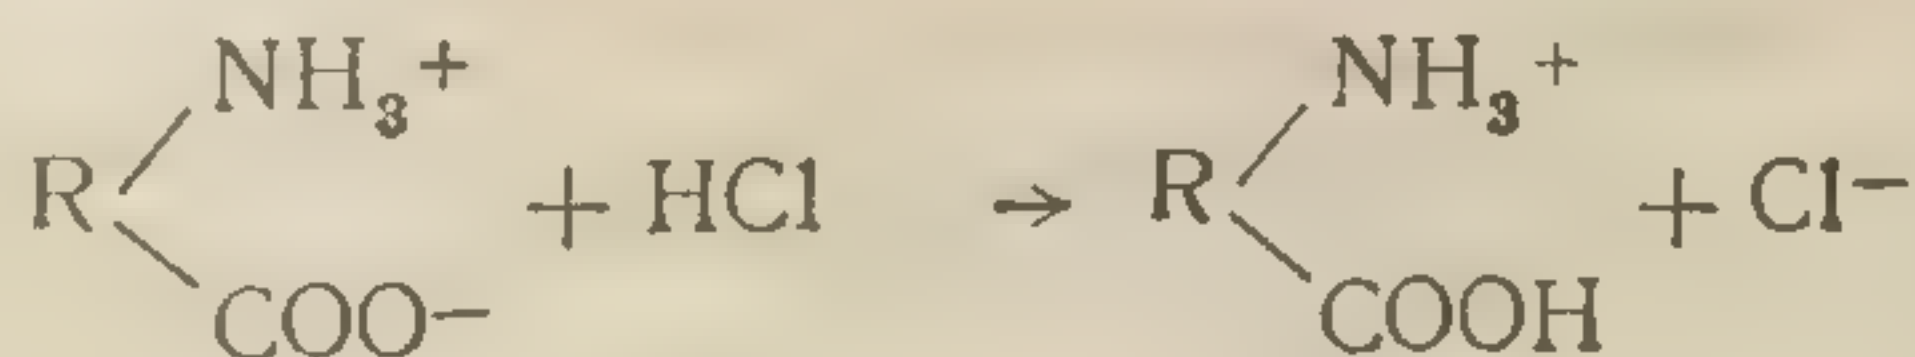 NH₃⁺ NH₃⁺
R + HCl → R + Cl⁻
COO⁻ COOH